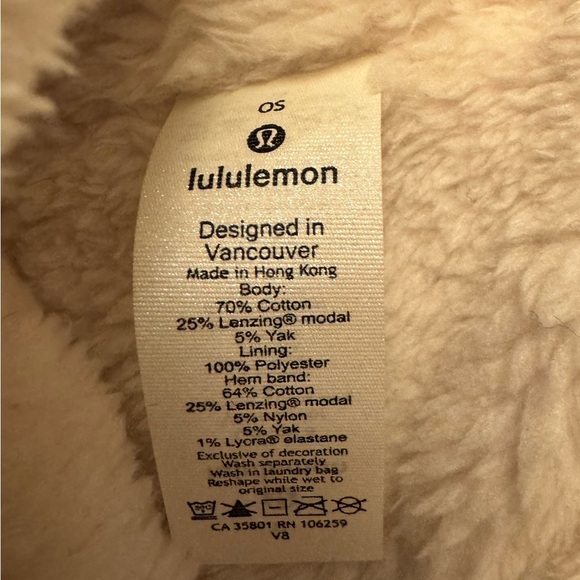 OS
lululemon
Designed in
Vancouver
Made in Hong Kong
Body:
70% Cotton
25% Lenzing® modal
5% Yak
Lining:
100% Polyester
Hem band:
64% Cotton
25% Lenzing® modal
5% Nylon
5% Yak
1% Lycra® elastane
Exclusive of decoration
Wash separately
Wash in laundry bag
Reshape while wet to
original size
CA 35801 RN 106259
V8